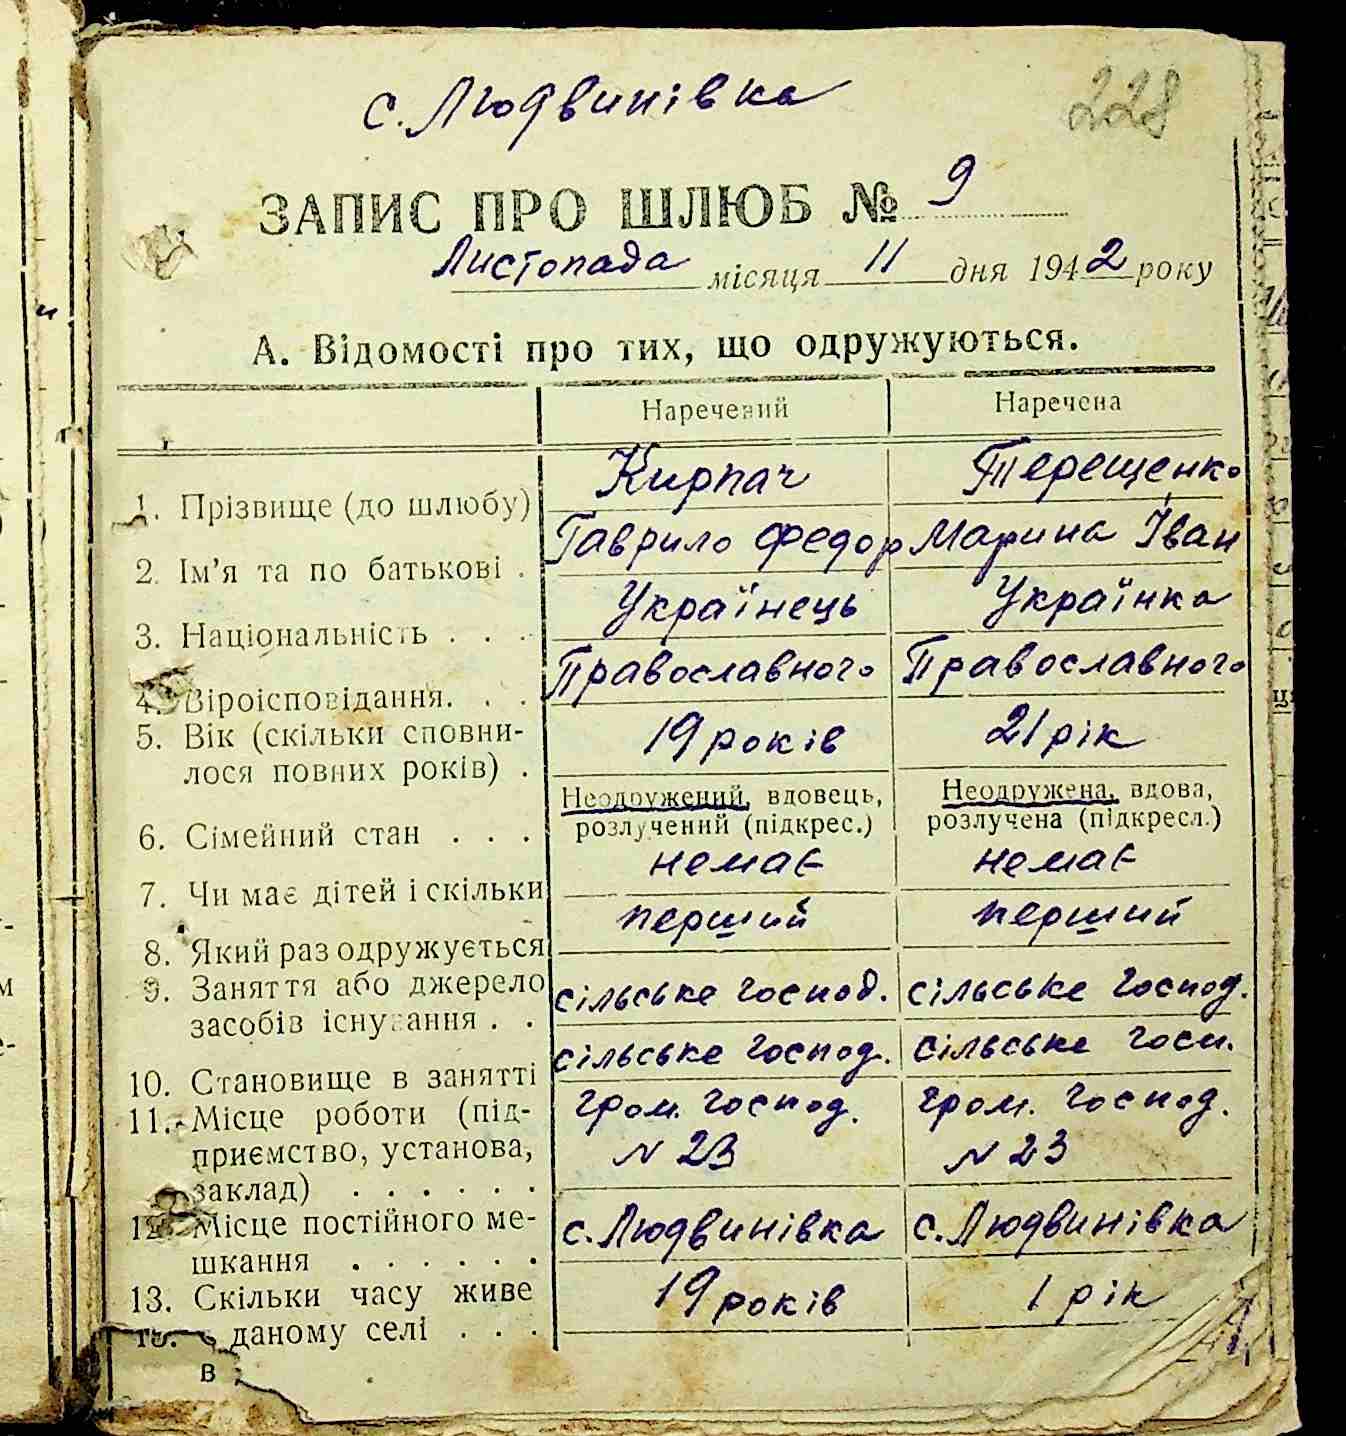 с. Людвинівка
228
ЗАПИС ПРО ШЛЮБ № 9
Листопада місяця 11 дня 1942 року
А. Відомості про тих, що одружуються.
Наречений Наречена
1. Прізвище (до шлюбу) Кирпач Терещенко
2. Ім'я та по батькові . Гаврило Федор Марина Іван
3. Національність . . . Українець Українка
4. Віроісповідання. . . Православного Православного
5. Вік (скільки сповни-
лося повних років) . 19 років 21 рік
Неодружений, вдовець, Неодружена, вдова,
розлучений (підкрес.) розлучена (підкресл.)
6. Сімейний стан . . .
7. Чи має дітей і скільки немає немає
8. Який раз одружується перший перший
9. Заняття або джерело
засобів існування . . сільське господ. сільське господ.
10. Становище в занятті сільське господ. сільське госп.
11. Місце роботи (під- гром. господ. гром. господ.
приємство, установа, N 23 N 23
заклад) . . . . . .
12. Місце постійного ме-
шкання . . . . . . с. Людвинівка с. Людвинівка
13. Скільки часу живе 19 років 1 рік
даному селі . . .
в